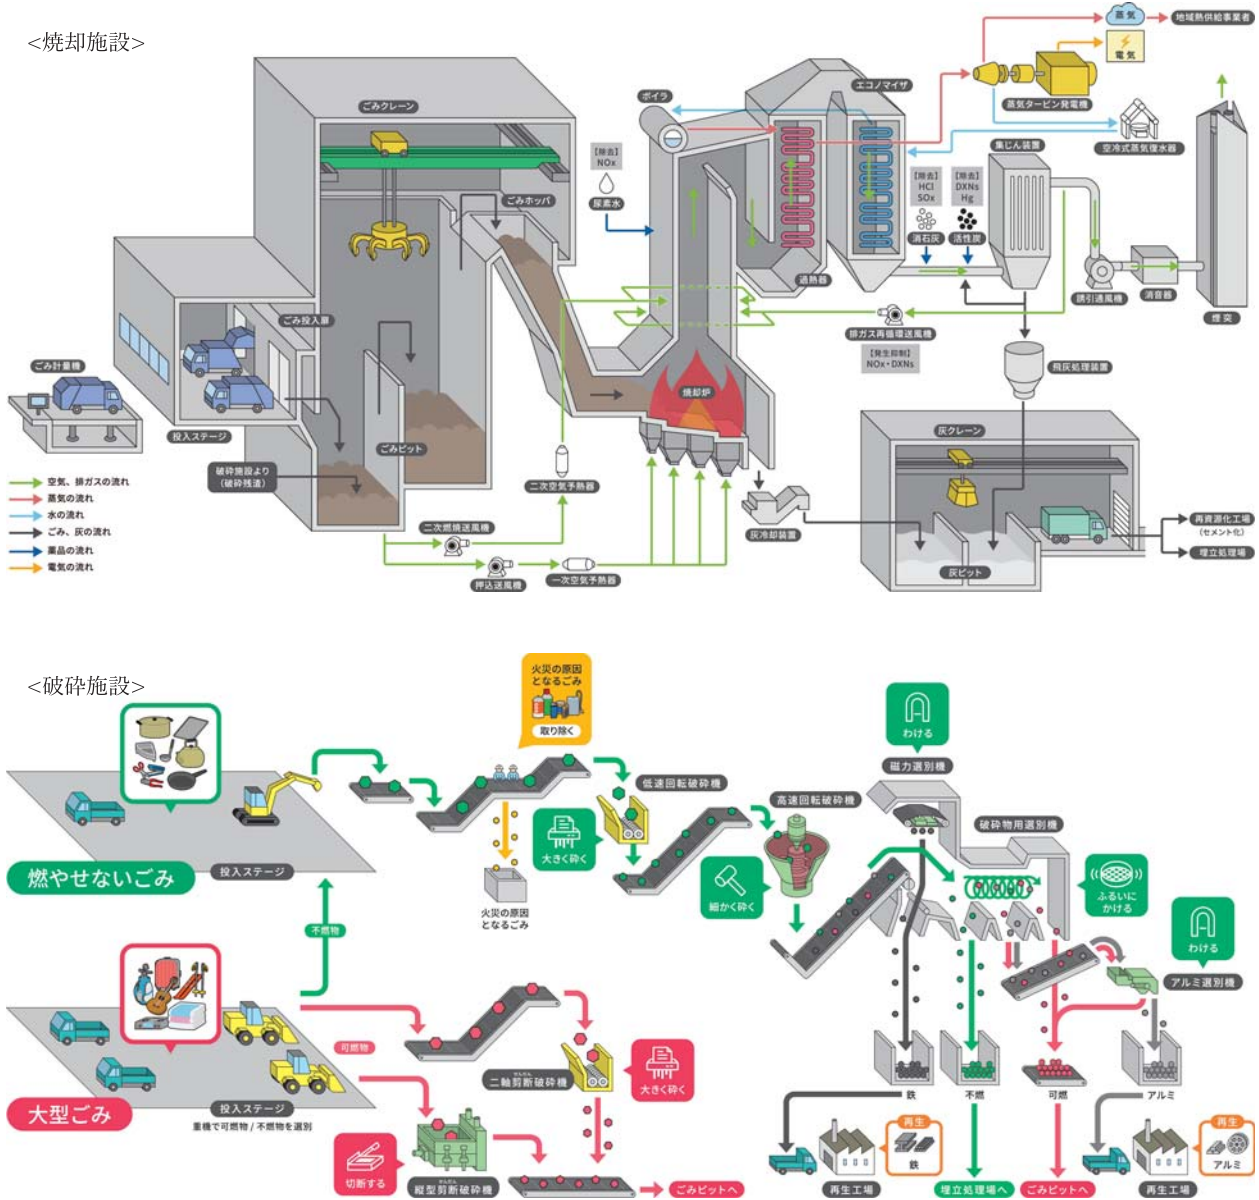 <焼却施設>
蒸気
地域熱供給事業者
電気
蒸気タービン発電機
空冷式蒸気復水器
ごみクレーン
ボイラ
エコノマイザ
集じん装置
【除去】
NOx
尿素水
【除去】
HCl
SOx
消石灰
【除去】
DXNs
Hg
活性炭
ごみホッパ
過熱器
誘引通風機
消音器
煙突
ごみ投入扉
排ガス再循環送風機
【発生抑制】
NOx・DXNs
飛灰処理装置
ごみ計量機
焼却炉
投入ステージ
ごみピット
灰クレーン
破砕施設より
（破砕残渣）
二次空気予熱器
空気、排ガスの流れ
蒸気の流れ
水の流れ
ごみ、灰の流れ
薬品の流れ
電気の流れ
二次燃焼送風機
灰冷却装置
再資源化工場
（セメント化）
埋立処理場
灰ピット
押込送風機
一次空気予熱器
<破砕施設>
火災の原因
となるごみ
取り除く
わける
磁力選別機
低速回転破砕機
高速回転破砕機
破砕物用選別機
大きく砕く
細かく砕く
ふるいに
かける
燃やせないごみ
投入ステージ
火災の原因
となるごみ
わける
アルミ選別機
不燃物
可燃物
せんだん
二軸剪断破砕機
大きく砕く
鉄
不燃
可燃
アルミ
大型ごみ
投入ステージ
重機で可燃物/不燃物を選別
切断する
せんだん
縦型剪断破砕機
ごみピットへ
再生
鉄
再生工場
埋立処理場へ
ごみピットへ
再生
アルミ
再生工場